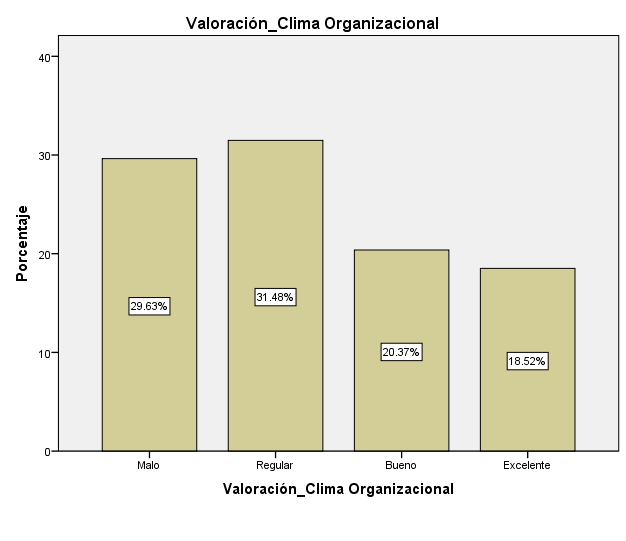 Valoración_Clima Organizacional
40
30
20
10
0
Porcentaje
29.63%
31.48%
20.37%
18.52%
Malo
Regular
Bueno
Excelente
Valoración_Clima Organizacional